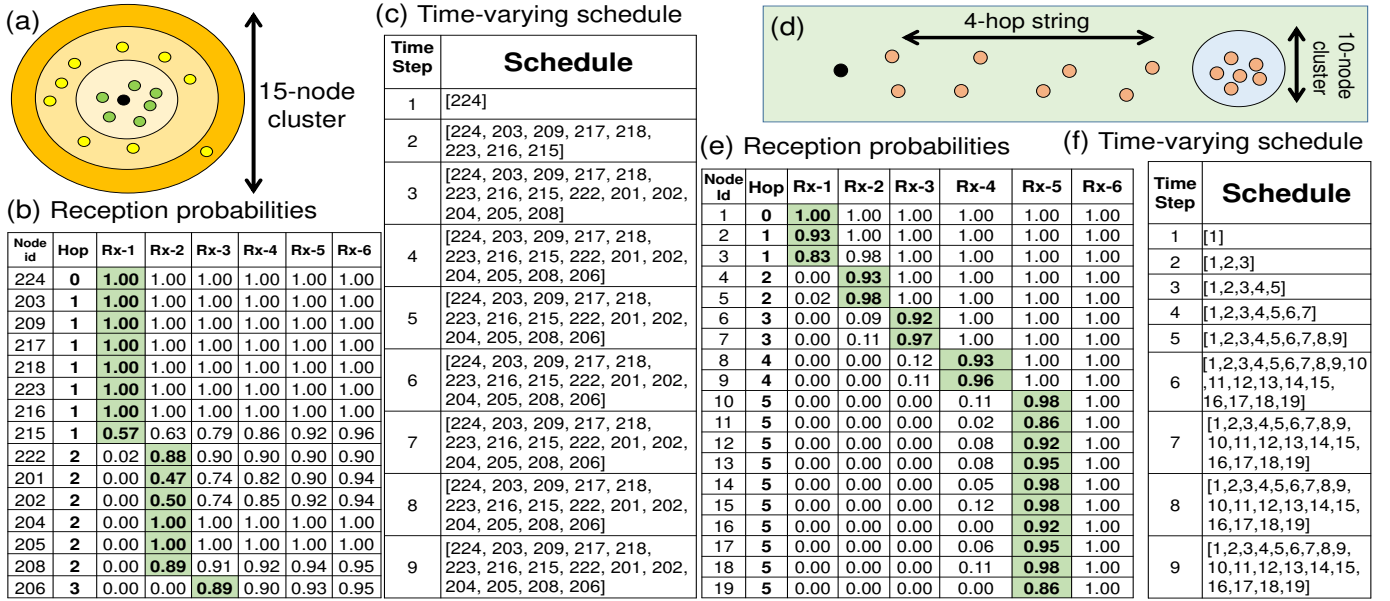 (a)
15-node
cluster
(b) Reception probabilities
Node id Hop Rx-1 Rx-2 Rx-3 Rx-4 Rx-5 Rx-6
224 0 1.00 1.00 1.00 1.00 1.00 1.00
203 1 1.00 1.00 1.00 1.00 1.00 1.00
209 1 1.00 1.00 1.00 1.00 1.00 1.00
217 1 1.00 1.00 1.00 1.00 1.00 1.00
218 1 1.00 1.00 1.00 1.00 1.00 1.00
223 1 1.00 1.00 1.00 1.00 1.00 1.00
216 1 1.00 1.00 1.00 1.00 1.00 1.00
215 1 0.57 0.63 0.79 0.86 0.92 0.96
222 2 0.02 0.88 0.90 0.90 0.90 0.90
201 2 0.00 0.47 0.74 0.82 0.90 0.94
202 2 0.00 0.50 0.74 0.85 0.92 0.94
204 2 0.00 1.00 1.00 1.00 1.00 1.00
205 2 0.00 1.00 1.00 1.00 1.00 1.00
208 2 0.00 0.89 0.91 0.92 0.94 0.95
206 3 0.00 0.00 0.89 0.90 0.93 0.95
(c) Time-varying schedule
Time Step Schedule
1 [224]
2 [224, 203, 209, 217, 218,
223, 216, 215]
3 [224, 203, 209, 217, 218,
223, 216, 215, 222, 201, 202,
204, 205, 208]
4 [224, 203, 209, 217, 218,
223, 216, 215, 222, 201, 202,
204, 205, 208, 206]
5 [224, 203, 209, 217, 218,
223, 216, 215, 222, 201, 202,
204, 205, 208, 206]
6 [224, 203, 209, 217, 218,
223, 216, 215, 222, 201, 202,
204, 205, 208, 206]
7 [224, 203, 209, 217, 218,
223, 216, 215, 222, 201, 202,
204, 205, 208, 206]
8 [224, 203, 209, 217, 218,
223, 216, 215, 222, 201, 202,
204, 205, 208, 206]
9 [224, 203, 209, 217, 218,
223, 216, 215, 222, 201, 202,
204, 205, 208, 206]
(d)
4-hop string
10-node
cluster
(e) Reception probabilities
Node Id Hop Rx-1 Rx-2 Rx-3 Rx-4 Rx-5 Rx-6
1 0 1.00 1.00 1.00 1.00 1.00 1.00
2 1 0.93 1.00 1.00 1.00 1.00 1.00
3 1 0.83 0.98 1.00 1.00 1.00 1.00
4 2 0.00 0.93 1.00 1.00 1.00 1.00
5 2 0.02 0.98 1.00 1.00 1.00 1.00
6 3 0.00 0.09 0.92 1.00 1.00 1.00
7 3 0.00 0.11 0.97 1.00 1.00 1.00
8 4 0.00 0.00 0.12 0.93 1.00 1.00
9 4 0.00 0.00 0.11 0.96 1.00 1.00
10 5 0.00 0.00 0.00 0.11 0.98 1.00
11 5 0.00 0.00 0.00 0.02 0.86 1.00
12 5 0.00 0.00 0.00 0.08 0.92 1.00
13 5 0.00 0.00 0.00 0.08 0.95 1.00
14 5 0.00 0.00 0.00 0.05 0.98 1.00
15 5 0.00 0.00 0.00 0.12 0.98 1.00
16 5 0.00 0.00 0.00 0.00 0.92 1.00
17 5 0.00 0.00 0.00 0.06 0.95 1.00
18 5 0.00 0.00 0.00 0.11 0.98 1.00
19 5 0.00 0.00 0.00 0.00 0.86 1.00
(f) Time-varying schedule
Time Step Schedule
1 [1]
2 [1,2,3]
3 [1,2,3,4,5]
4 [1,2,3,4,5,6,7]
5 [1,2,3,4,5,6,7,8,9]
6 [1,2,3,4,5,6,7,8,9,10
,11,12,13,14,15,
16,17,18,19]
7 [1,2,3,4,5,6,7,8,9,
10,11,12,13,14,15,
16,17,18,19]
8 [1,2,3,4,5,6,7,8,9,
10,11,12,13,14,15,
16,17,18,19]
9 [1,2,3,4,5,6,7,8,9,
10,11,12,13,14,15,
16,17,18,19]